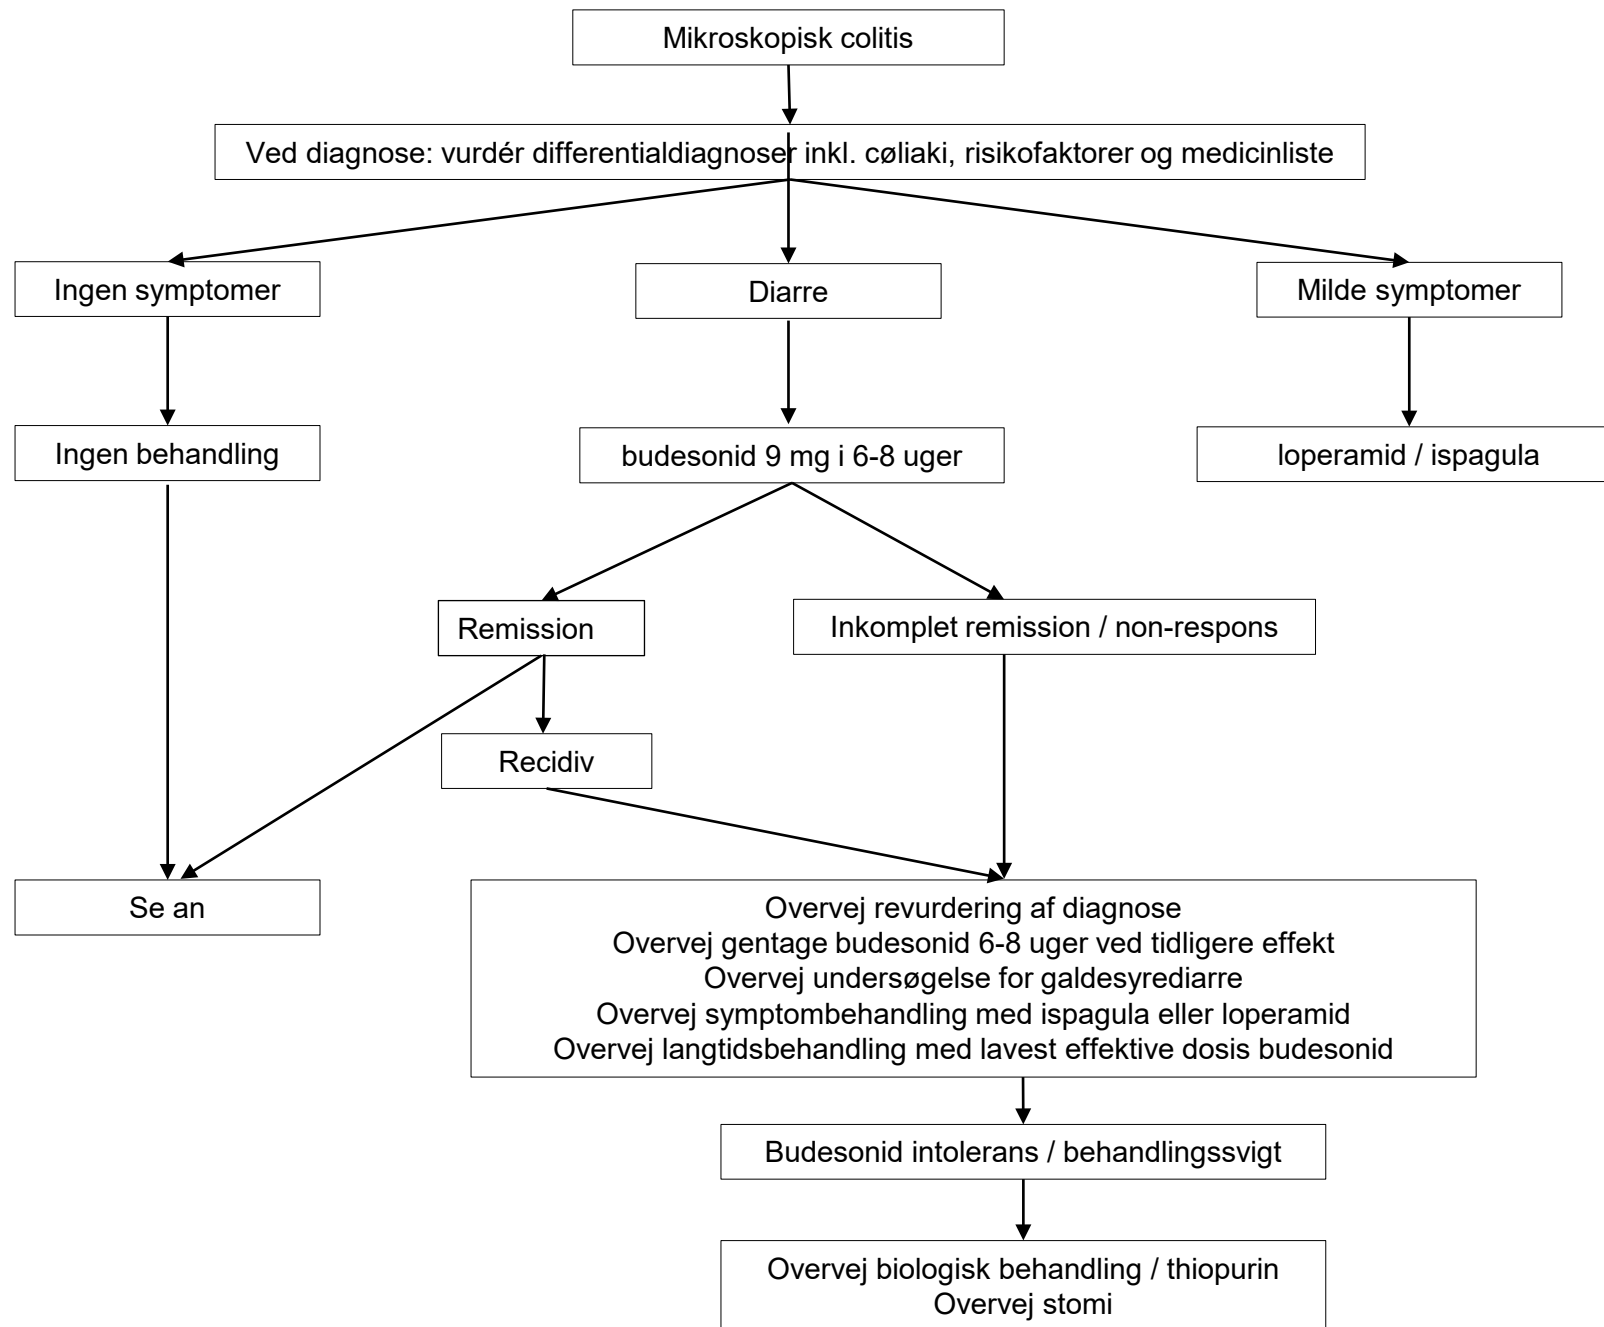 Mikroskopisk colitis
Ved diagnose: vurdér differentialdiagnoser inkl. cøliaki, risikofaktorer og medicinliste
Ingen symptomer
Diarre
Milde symptomer
Ingen behandling
budesonid 9 mg i 6-8 uger
loperamid / ispagula
Remission
Inkomplet remission / non-respons
Recidiv
Se an
Overvej revurdering af diagnose
Overvej gentage budesonid 6-8 uger ved tidligere effekt
Overvej undersøgelse for galdesyrediarre
Overvej symptombehandling med ispagula eller loperamid
Overvej langtidsbehandling med lavest effektive dosis budesonid
Budesonid intolerans / behandlingssvigt
Overvej biologisk behandling / thiopurin
Overvej stomi